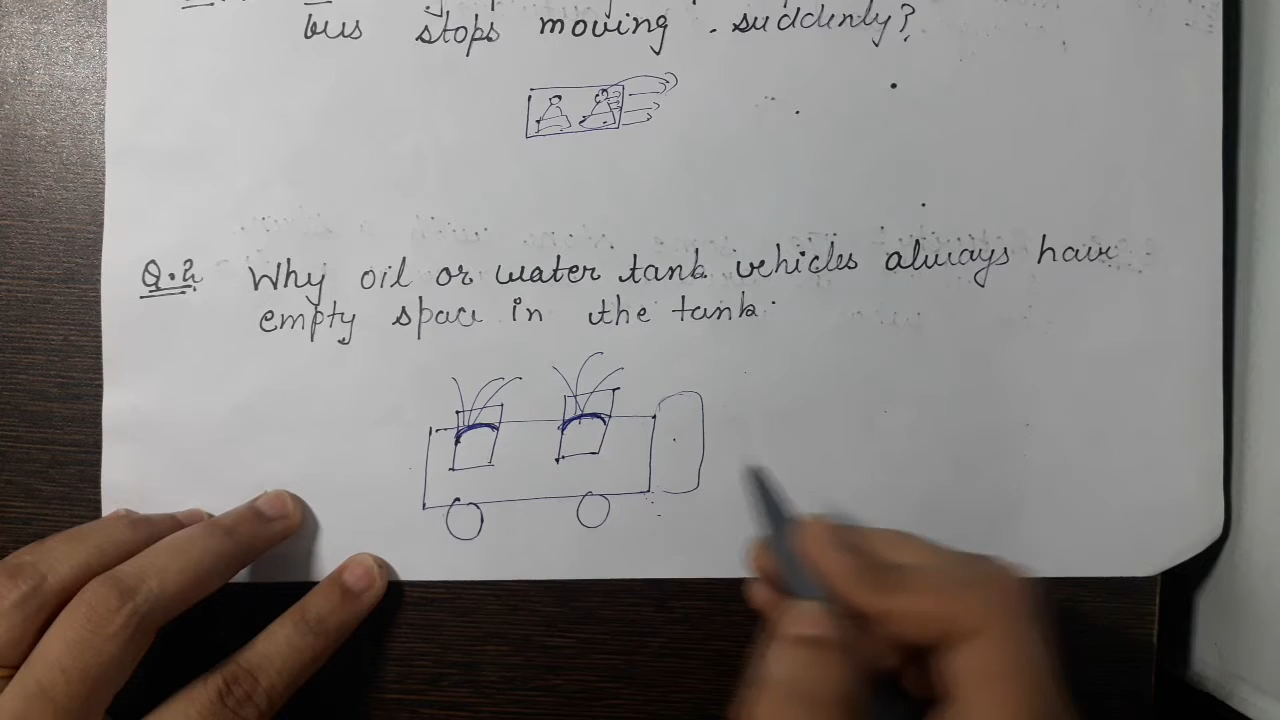 bus stops moving . suddenly?
Q.2 Why oil or water tank vehicles always have
empty space in the tank.